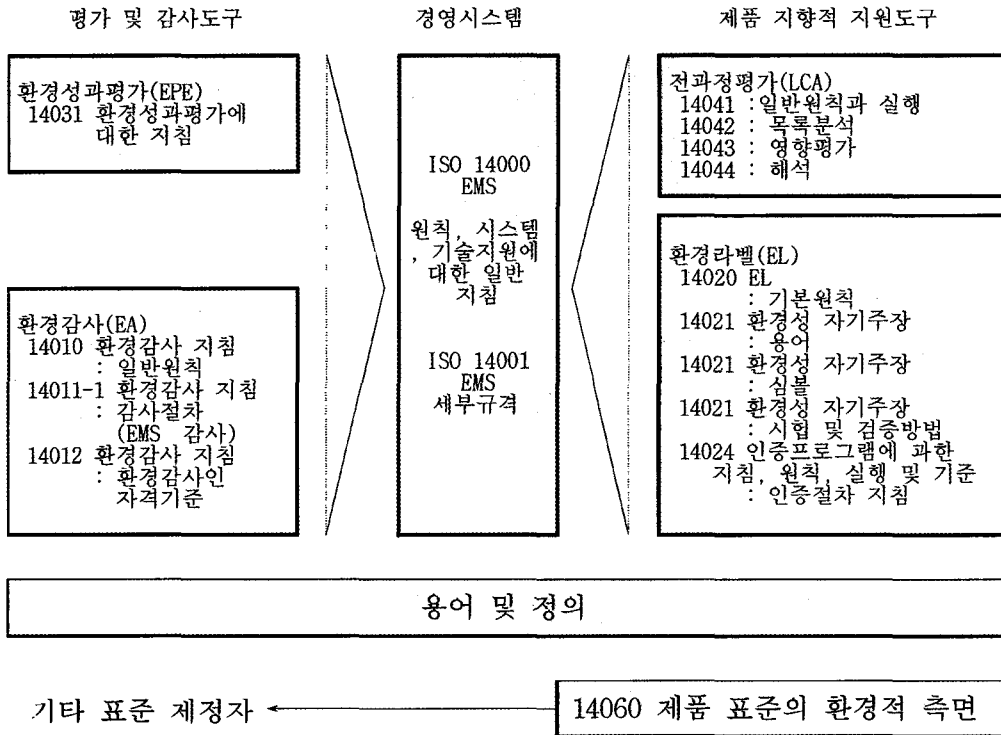 평가 및 감사도구
환경성과평가(EPE)
14031 환경성과평가에
대한 지침
환경감사(EA)
14010 환경감사 지침
: 일반원칙
14011-1 환경감사 지침
: 감사절차
(EMS 감사)
14012 환경감사 지침
: 환경감사인
자격기준
경영시스템
ISO 14000
EMS
원칙, 시스템
, 기술지원에
대한 일반
지침
ISO 14001
EMS
세부규격
제품 지향적 지원도구
전과정평가(LCA)
14041 :일반원칙과 실행
14042 : 목록분석
14043 : 영향평가
14044 : 해석
환경라벨(EL)
14020 EL
: 기본원칙
14021 환경성 자기주장
: 용어
14021 환경성 자기주장
: 심볼
14021 환경성 자기주장
: 시험 및 검증방법
14024 인증프로그램에 과한
지침, 원칙, 실행 및 기준
: 인증절차 지침
용어 및 정의
기타 표준 제정자
14060 제품 표준의 환경적 측면